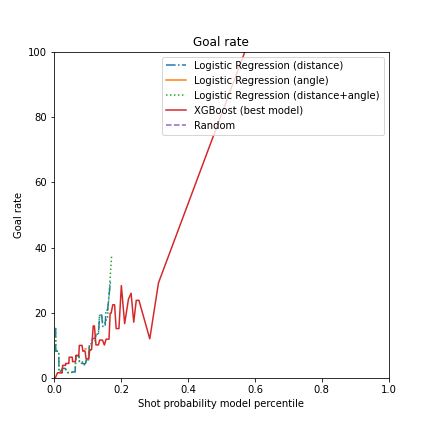 Goal rate
Logistic Regression (distance)
Logistic Regression (angle)
Logistic Regression (distance+angle)
XGBoost (best model)
Random
100
80
60
40
20
0
Goal rate
0.0 0.2 0.4 0.6 0.8 1.0
Shot probability model percentile